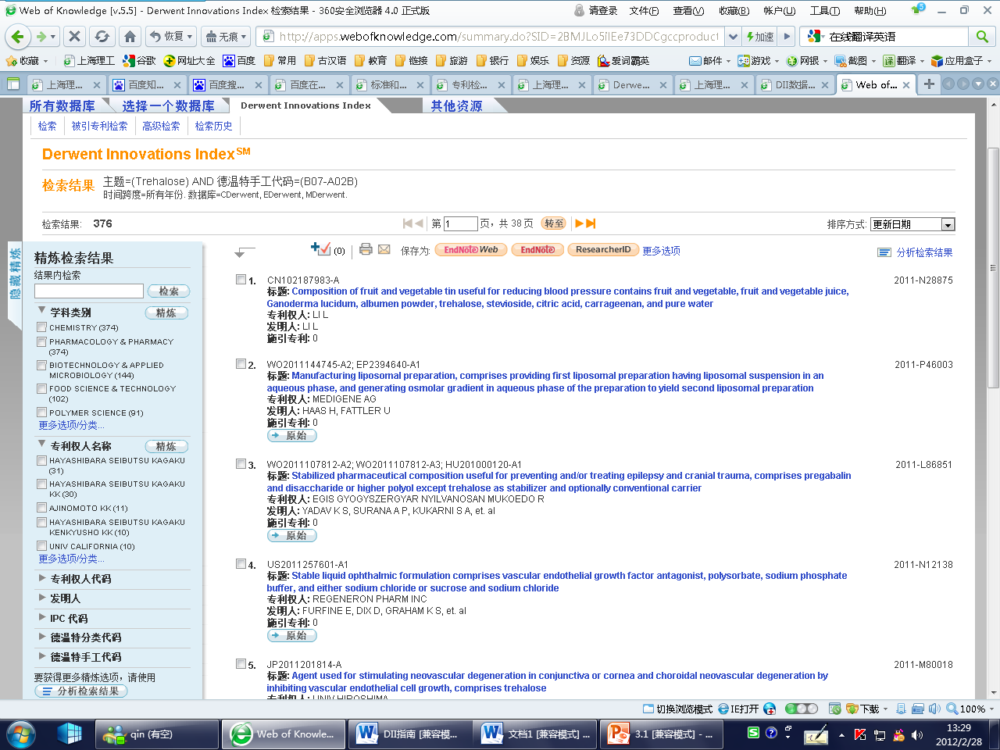 Web of Knowledge [v.5.5] - Derwent Innovations Index 检索结果 - 360安全浏览器 4.0 正式版
请登录 文件(F) 查看(V) 收藏(B) 帐户(U) 工具(T) 帮助(H) 5
恢复 无痕 http://apps.webofknowledge.com/summary.do?SID=2BMJLo5iIEe73DDCgccproduct 加速 在线翻译英语
收藏 上海理工 谷歌 网址大全 百度 常用 古汉语 教育 链接 旅游 银行 娱乐 资源 爱词霸英 邮件 游戏 网银 截图 翻译 应用盒子
上海理... 百度知... 百度搜... 百度在... 标准和... 专利检... 上海理... Derwe... 上海理... DII数据... Web of...
所有数据库 选择一个数据库 Derwent Innovations Index 其他资源
检索 被引专利检索 高级检索 检索历史
Derwent Innovations Index SM
检索结果 主题=(Trehalose) AND 德温特手工代码=(B07-A02B)
时间跨度=所有年份. 数据库=CDerwent, EDerwent, MDerwent.
检索结果: 376 第 1 页，共 38 页 转至 排序方式: 更新日期
隐藏精炼
精炼检索结果
结果内检索
检索
学科类别 精炼
CHEMISTRY (374)
PHARMACOLOGY & PHARMACY
(374)
BIOTECHNOLOGY & APPLIED
MICROBIOLOGY (144)
FOOD SCIENCE & TECHNOLOGY
(102)
POLYMER SCIENCE (91)
更多选项/分类...
专利权人名称 精炼
HAYASHIBARA SEIBUTSU KAGAKU
(31)
HAYASHIBARA SEIBUTSU KAGAKU
KK (30)
AJINOMOTO KK (11)
HAYASHIBARA SEIBUTSU KAGAKU
KENKYUSHO KK (10)
UNIV CALIFORNIA (10)
更多选项/分类...
专利权人代码
发明人
IPC 代码
德温特分类代码
德温特手工代码
要获得更多精炼选项，请使用
分析检索结果
(0) 保存为: EndNote Web EndNote ResearcherID 更多选项 分析检索结果
1. CN102187983-A 2011-N28875
标题: Composition of fruit and vegetable tin useful for reducing blood pressure contains fruit and vegetable, fruit and vegetable juice,
Ganoderma lucidum, albumen powder, trehalose, stevioside, citric acid, carrageenan, and pure water
专利权人: LI L
发明人: LI L
施引专利: 0
2. WO2011144745-A2; EP2394640-A1 2011-P46003
标题: Manufacturing liposomal preparation, comprises providing first liposomal preparation having liposomal suspension in an
aqueous phase, and generating osmolar gradient in aqueous phase of the preparation to yield second liposomal preparation
专利权人: MEDIGENE AG
发明人: HAAS H, FATTLER U
施引专利: 0
原始
3. WO2011107812-A2; WO2011107812-A3; HU201000120-A1 2011-L86851
标题: Stabilized pharmaceutical composition useful for preventing and/or treating epilepsy and cranial trauma, comprises pregabalin
and disaccharide or higher polyol except trehalose as stabilizer and optionally conventional carrier
专利权人: EGIS GYOGYSZERGYAR NYILVANOSAN MUKOEDO R
发明人: YADAV K S, SURANA A P, KUKARNI S A, et. al
施引专利: 0
原始
4. US2011257601-A1 2011-N12138
标题: Stable liquid ophthalmic formulation comprises vascular endothelial growth factor antagonist, polysorbate, sodium phosphate
buffer, and either sodium chloride or sucrose and sodium chloride
专利权人: REGENERON PHARM INC
发明人: FURFINE E, DIX D, GRAHAM K S, et. al
施引专利: 0
原始
5. JP2011201814-A 2011-M80018
标题: Agent used for stimulating neovascular degeneration in conjunctiva or cornea and choroidal neovascular degeneration by
inhibiting vascular endothelial cell growth, comprises trehalose
专利权人: UNIV HIROSHIMA
切换浏览模式 IE打开 下载 100%
qin (有空) Web of Knowle... DII指南 [兼容模... 文档1 [兼容模式] ... 3.1 [兼容模式] - ... 13:29
2012/2/28